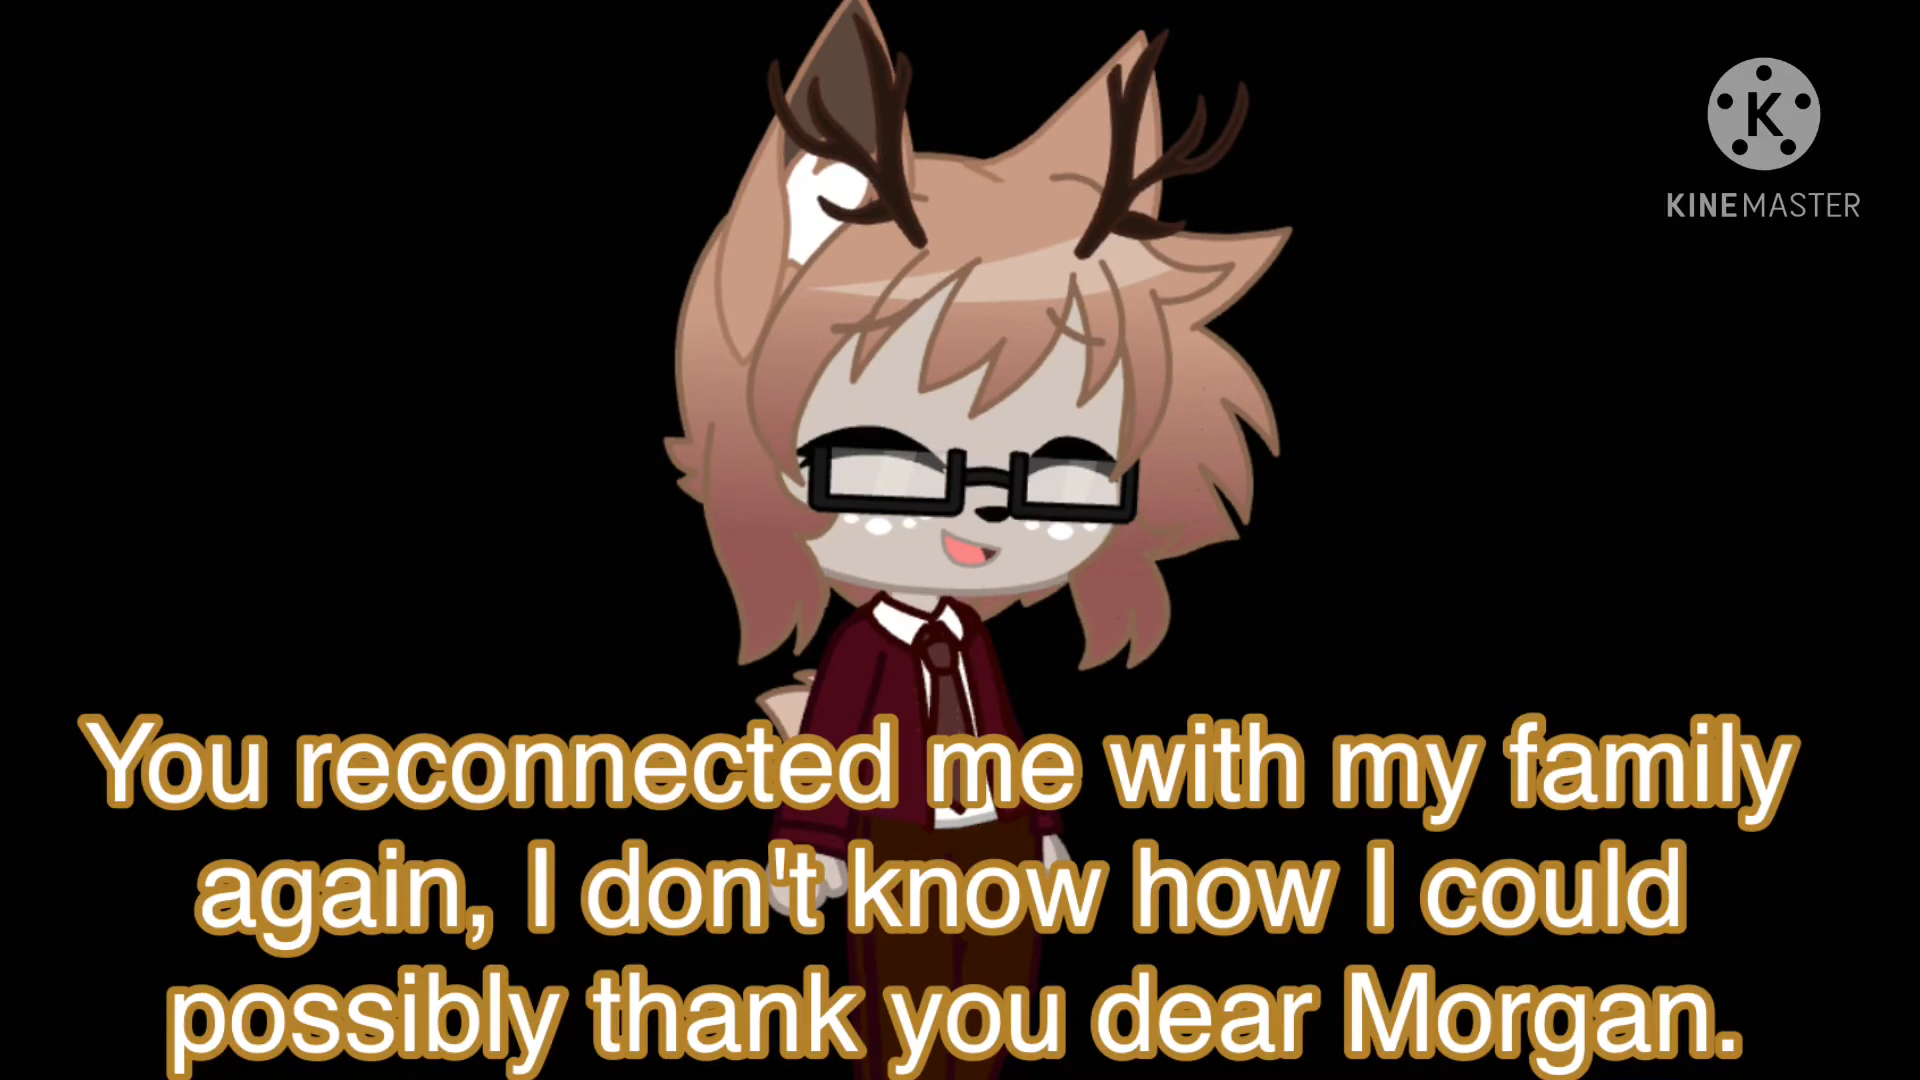 K
KINEMASTER
You reconnected me with my family
again, I don't know how I could
possibly thank you dear Morgan.